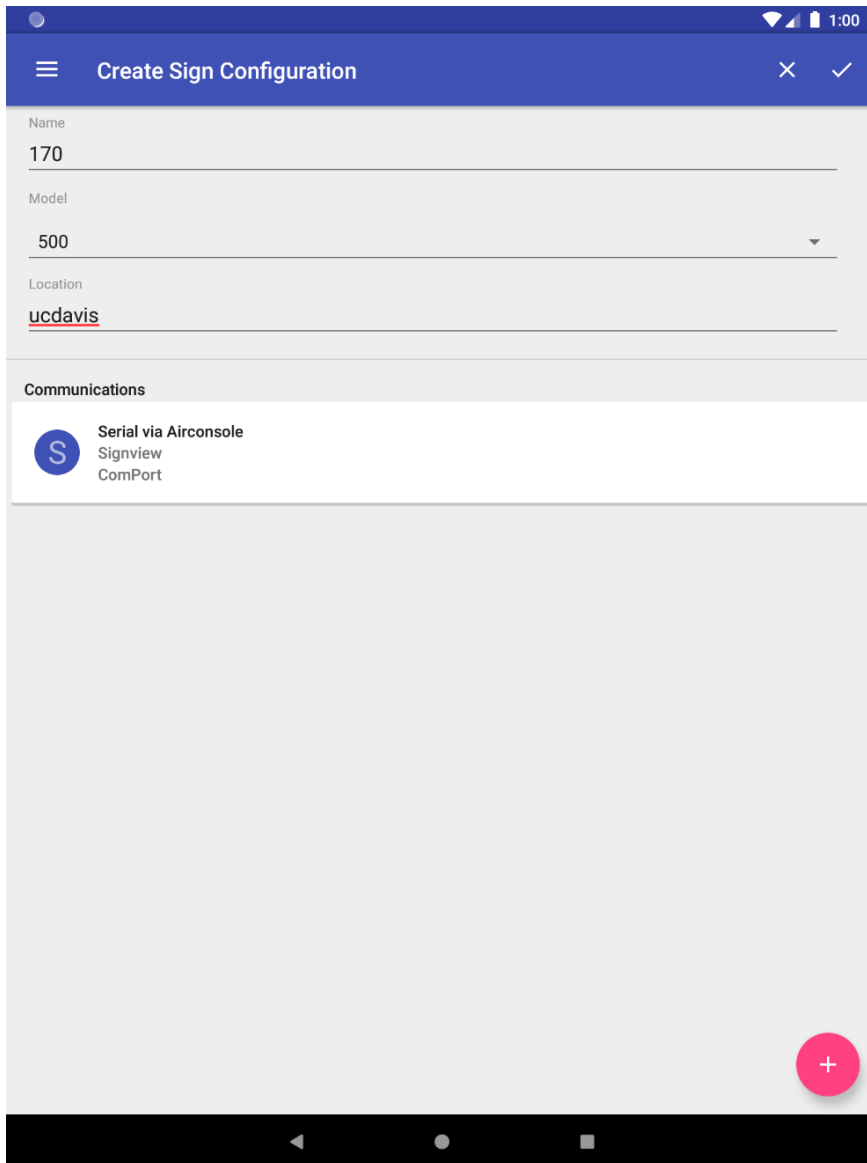 1:00
Create Sign Configuration
Name
170
Model
500
Location
ucdavis
Communications
S
Serial via Airconsole
Signview
ComPort